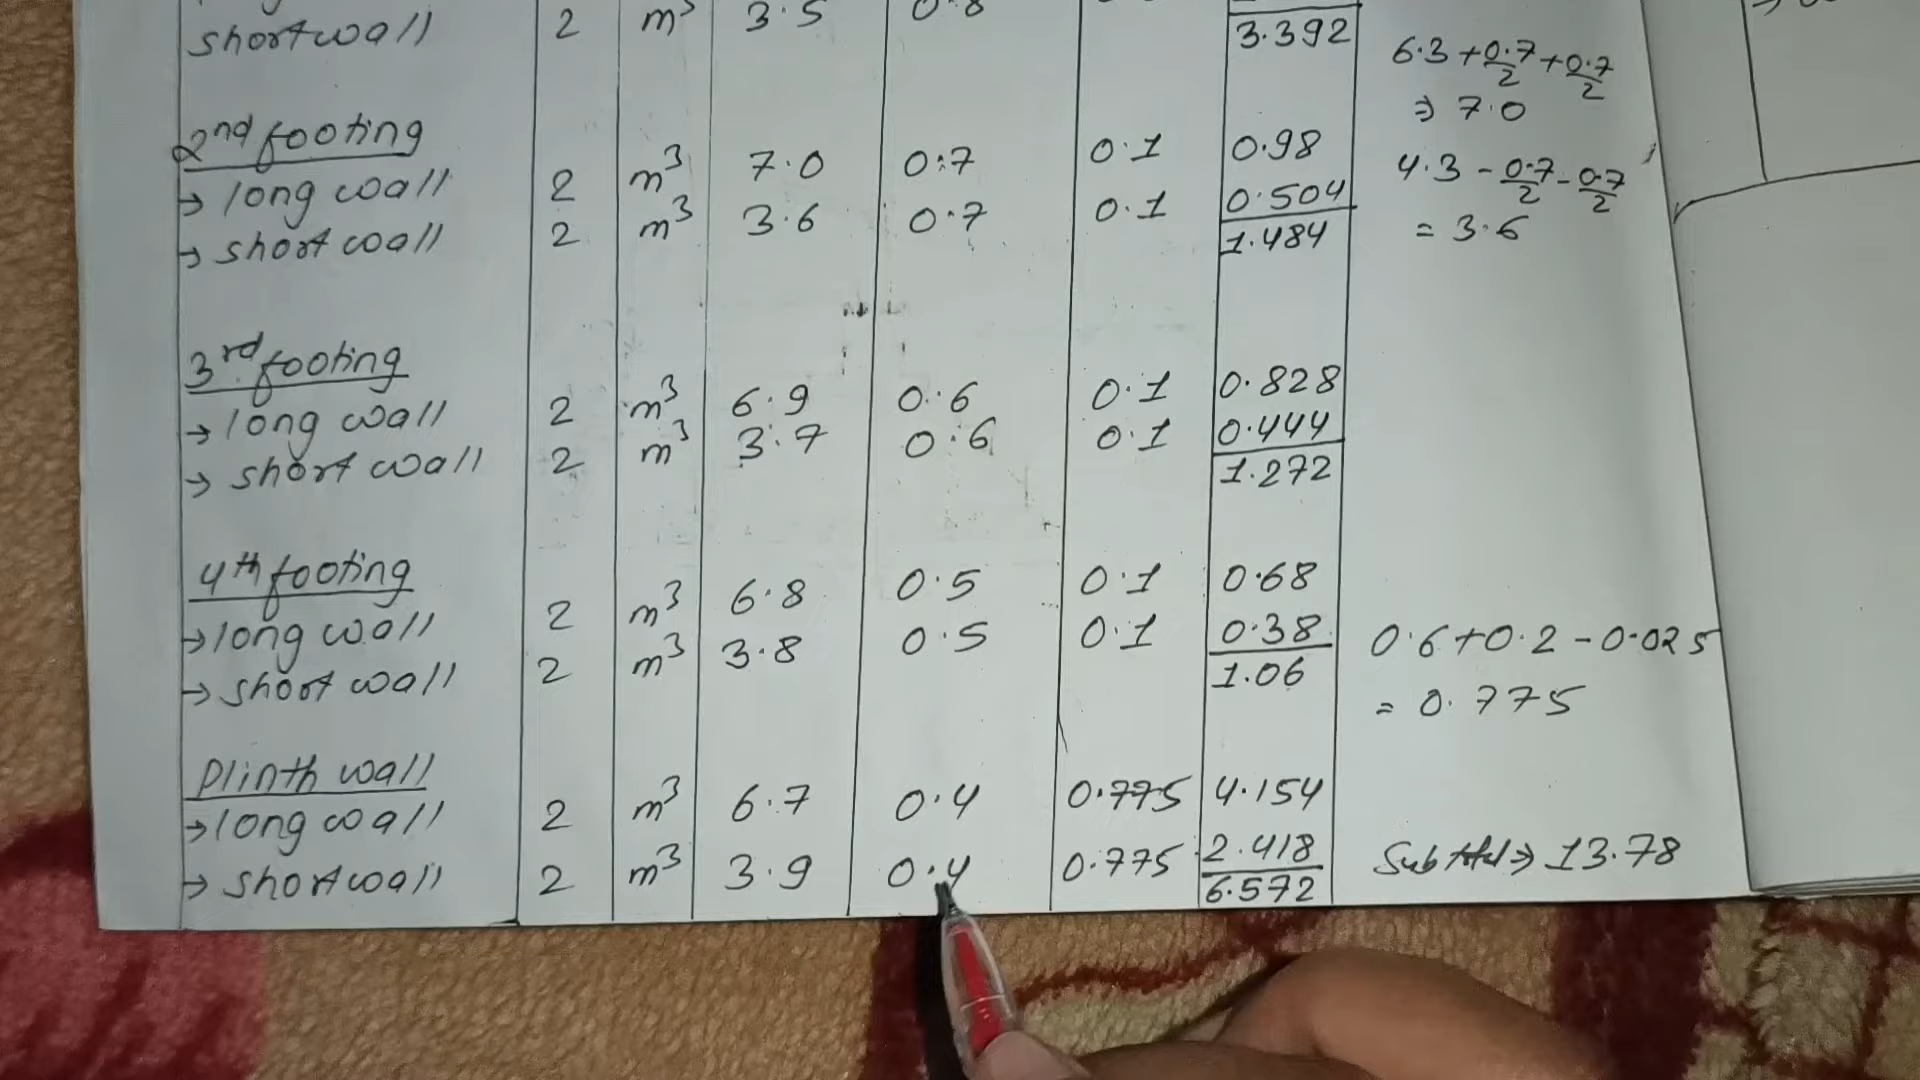 short wall 2 m³ 3.5 0.8
3.392
6.3 + 0.7/2 + 0.7/2
⇒ 7.0
2nd footing
→ long wall 2 m³ 7.0 0.7 0.1 0.98
→ short wall 2 m³ 3.6 0.7 0.1 0.504
1.484
4.3 - 0.7/2 - 0.7/2
= 3.6
3rd footing
→ long wall 2 m³ 6.9 0.6 0.1 0.828
→ short wall 2 m³ 3.7 0.6 0.1 0.444
1.272
4th footing
→ long wall 2 m³ 6.8 0.5 0.1 0.68
→ short wall 2 m³ 3.8 0.5 0.1 0.38
1.06
0.6+0.2-0.025
= 0.775
Plinth wall
→ long wall 2 m³ 6.7 0.4 0.775 4.154
→ short wall 2 m³ 3.9 0.4 0.775 2.418
6.572
Subtotal ⇒ 13.78